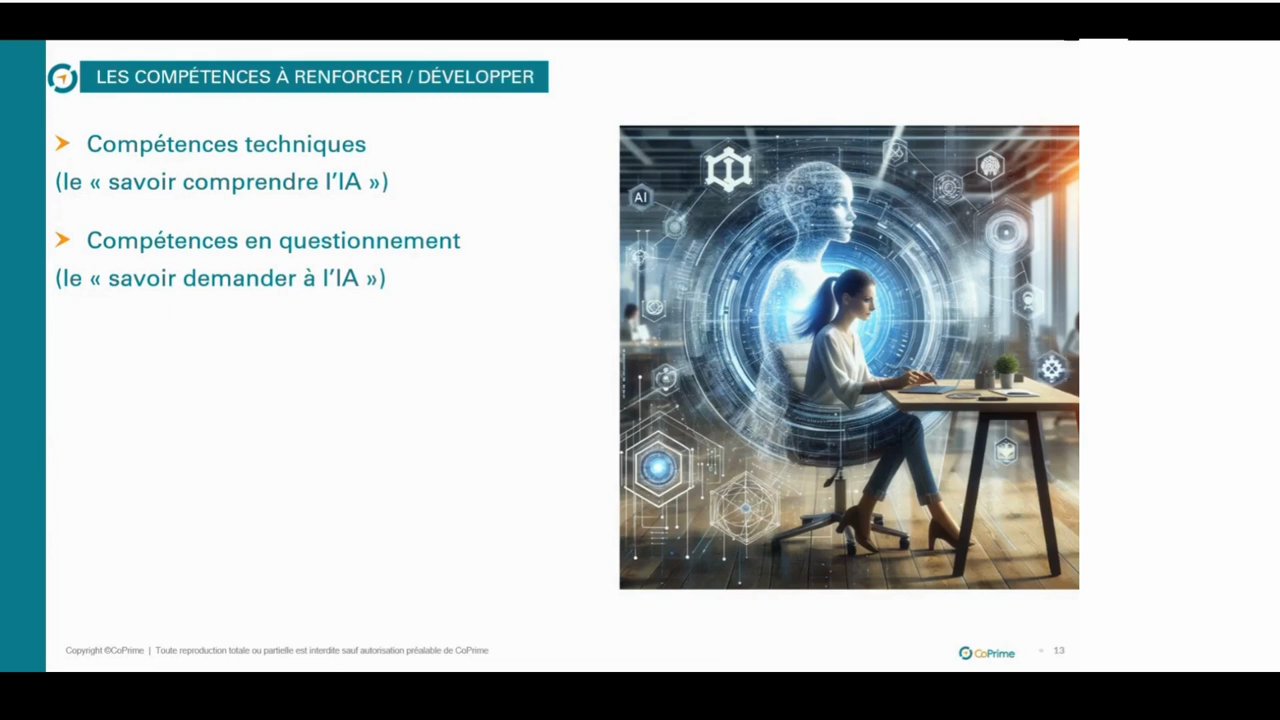 LES COMPÉTENCES À RENFORCER / DÉVELOPPER
Compétences techniques
(le « savoir comprendre l'IA »)
Compétences en questionnement
(le « savoir demander à l'IA »)
AI
Copyright ©CoPrime | Toute reproduction totale ou partielle est interdite sauf autorisation préalable de CoPrime
CoPrime
13